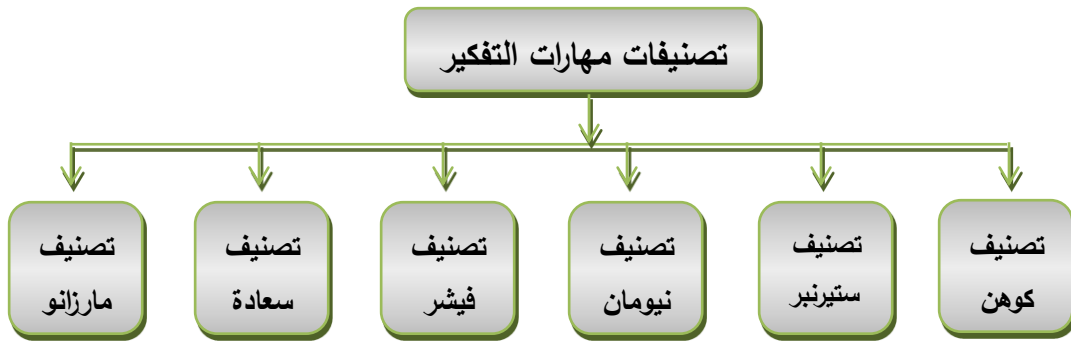 تصنيفات مهارات التفكير
تصنيف
كوهن
تصنيف
ستيرنبر
تصنيف
نيومان
تصنيف
فيشر
تصنيف
سعادة
تصنيف
مارزانو